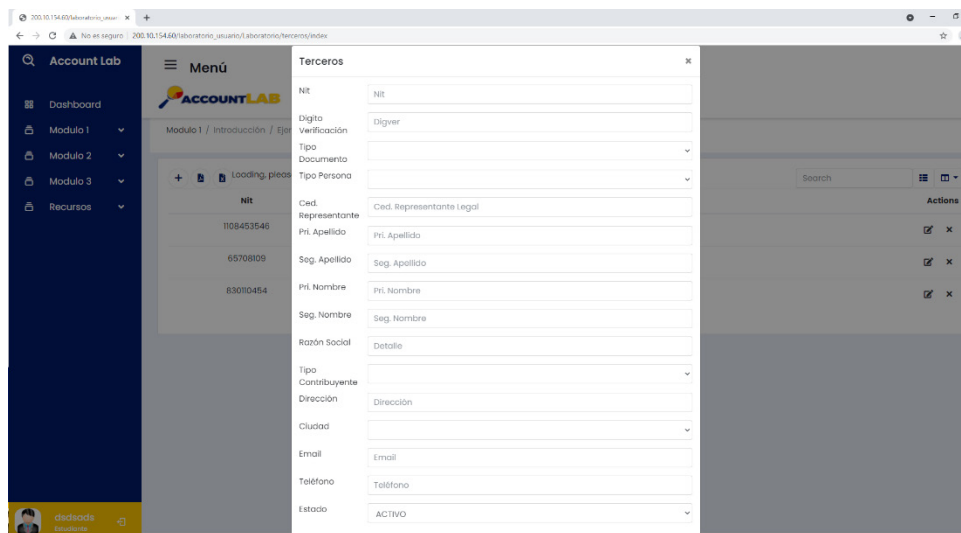 200.10.154.60/laboratorio_usuari
No es seguro | 200.10.154.60/laboratorio_usuario/Laboratorio/terceros/index
Account Lab
Dashboard
Modulo 1
Modulo 2
Modulo 3
Recursos
dsdsads
Estudiante
Menú
ACCOUNTLAB
Modulo 1 / Introducción / Ejer
Loading, pleas
Search
Nit
Actions
1108453546
65708109
830110454
Terceros
Nit
Nit
Digito Verificación
Digver
Tipo Documento
Tipo Persona
Ced. Representante
Ced. Representante Legal
Pri. Apellido
Pri. Apellido
Seg. Apellido
Seg. Apellido
Pri. Nombre
Pri. Nombre
Seg. Nombre
Seg. Nombre
Razón Social
Detalle
Tipo Contribuyente
Dirección
Dirección
Ciudad
Email
Email
Teléfono
Teléfono
Estado
ACTIVO